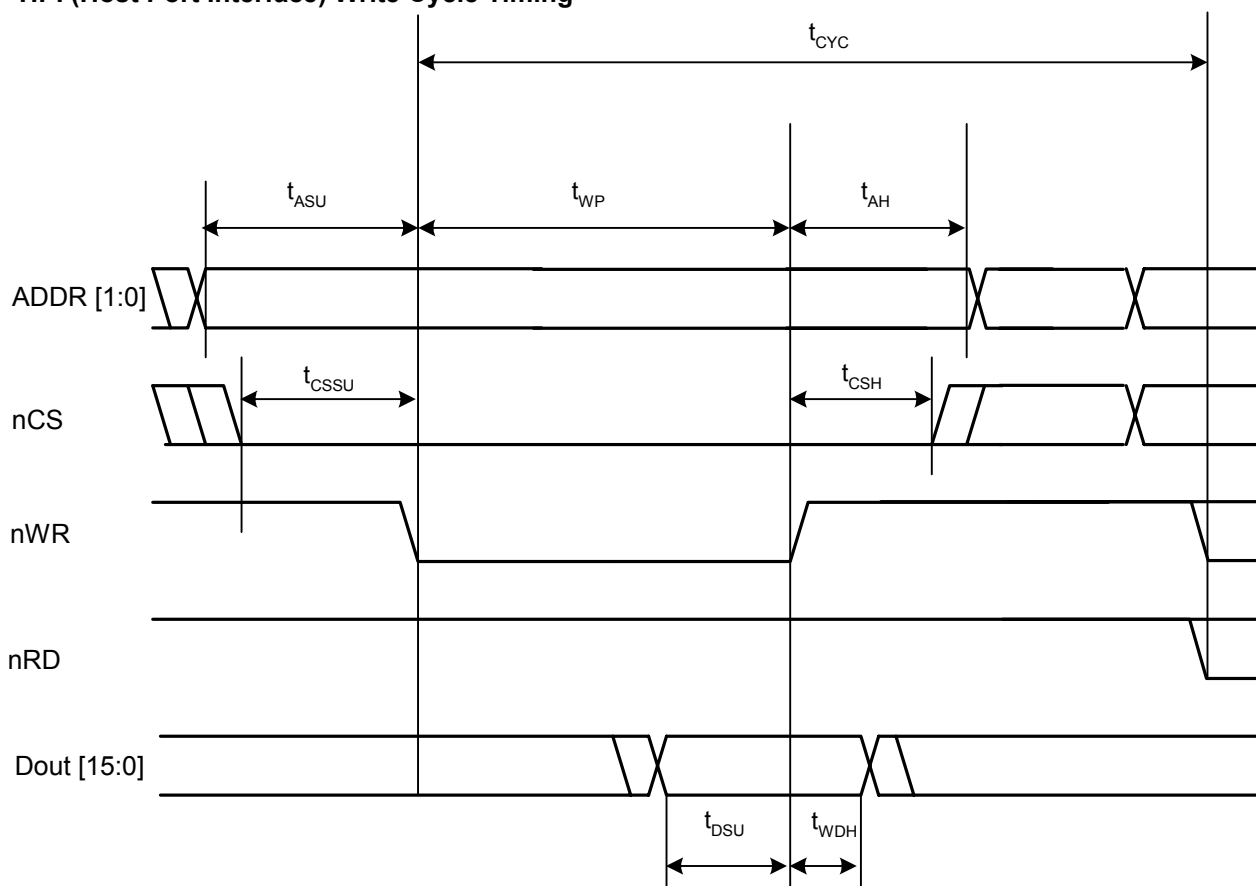 (Host Port Interface) Write Cycle Timing
tCYC
tASU
tWP
tAH
ADDR [1:0]
tCSSU
tCSH
nCS
nWR
nRD
Dout [15:0]
tDSU
tWDH